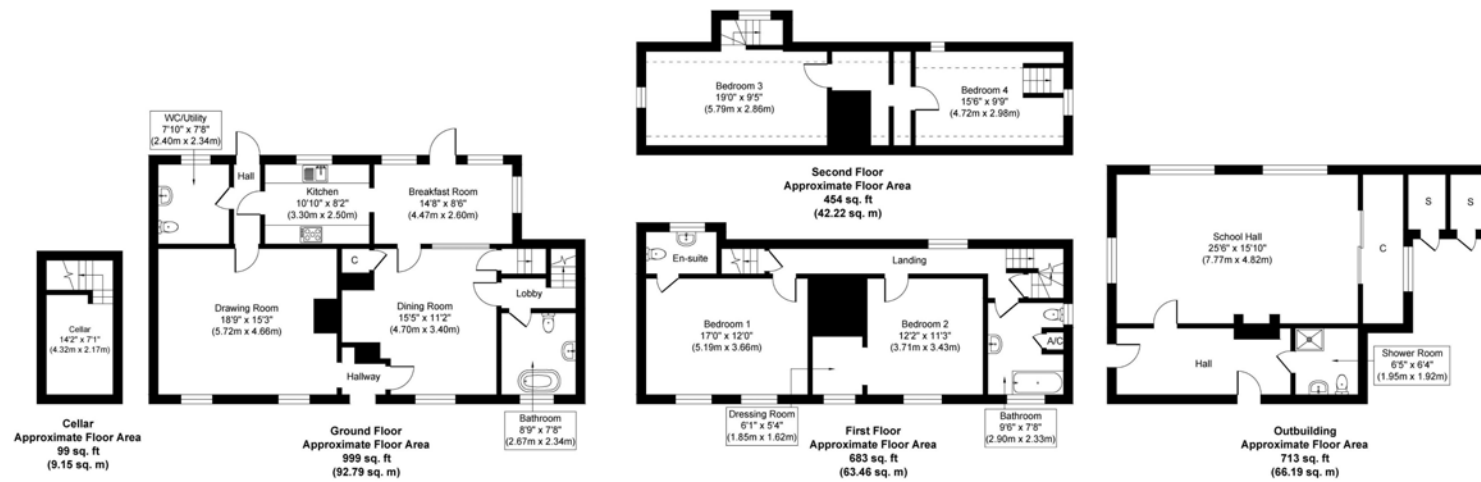 Cellar
14'2" x 7'1"
(4.32m x 2.17m)
Cellar
Approximate Floor Area
99 sq. ft
(9.15 sq. m)
WC/Utility
7'10" x 7'8"
(2.40m x 2.34m)
Hall
Kitchen
10'10" x 8'2"
(3.30m x 2.50m)
Breakfast Room
14'8" x 8'6"
(4.47m x 2.60m)
C
Drawing Room
18'9" x 15'3"
(5.72m x 4.66m)
Dining Room
15'5" x 11'2"
(4.70m x 3.40m)
Lobby
Hallway
Bathroom
8'9" x 7'8"
(2.67m x 2.34m)
Ground Floor
Approximate Floor Area
999 sq. ft
(92.79 sq. m)
Bedroom 3
19'0" x 9'5"
(5.79m x 2.86m)
Bedroom 4
15'6" x 9'9"
(4.72m x 2.98m)
Second Floor
Approximate Floor Area
454 sq. ft
(42.22 sq. m)
En-suite
Landing
Bedroom 1
17'0" x 12'0"
(5.19m x 3.66m)
Bedroom 2
12'2" x 11'3"
(3.71m x 3.43m)
A/C
Dressing Room
6'1" x 5'4"
(1.85m x 1.62m)
Bathroom
9'6" x 7'8"
(2.90m x 2.33m)
First Floor
Approximate Floor Area
683 sq. ft
(63.46 sq. m)
School Hall
25'6" x 15'10"
(7.77m x 4.82m)
C
S
S
Hall
Shower Room
6'5" x 6'4"
(1.95m x 1.92m)
Outbuilding
Approximate Floor Area
713 sq. ft
(66.19 sq. m)